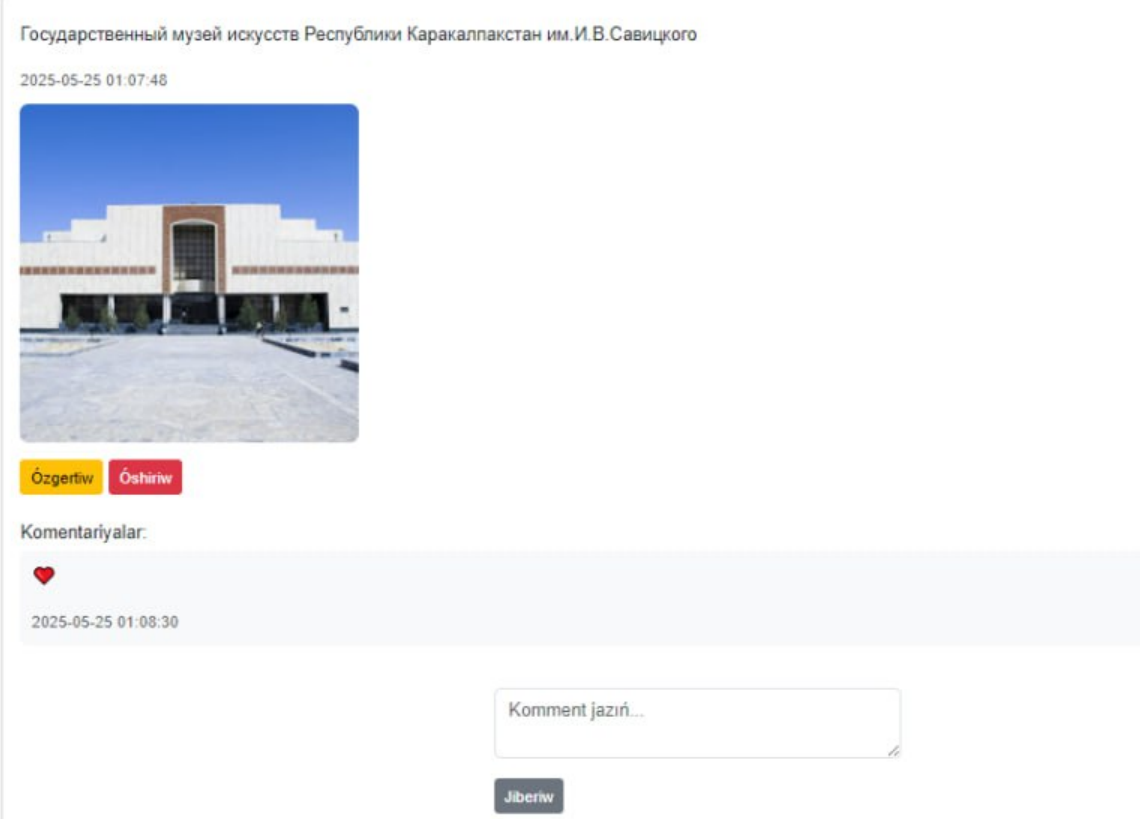 Государственный музей искусств Республики Каракалпакстан им.И.В.Савицкого
2025-05-25 01:07:48
Ózgertiw Óshiriw
Komentariyalar:
2025-05-25 01:08:30
Komment jazıń...
Jiberiw